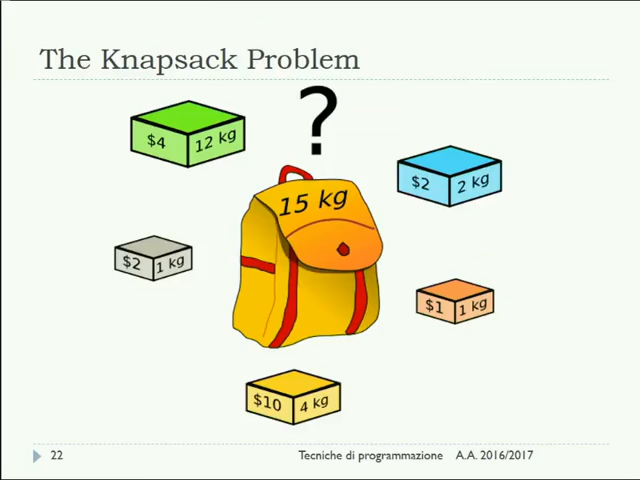 The Knapsack Problem
?
$4 12 kg
$2 2 kg
15 kg
$2 1 kg
$1 1 kg
$10 4 kg
22 Tecniche di programmazione A.A. 2016/2017